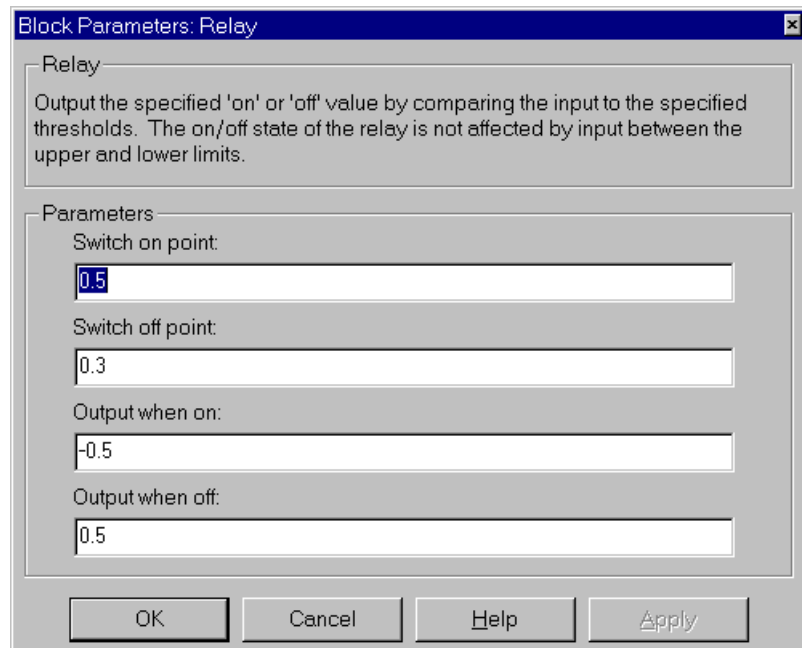 Block Parameters: Relay
Relay
Output the specified 'on' or 'off' value by comparing the input to the specified
thresholds. The on/off state of the relay is not affected by input between the
upper and lower limits.
Parameters
Switch on point:
0.5
Switch off point:
0.3
Output when on:
-0.5
Output when off:
0.5
OK
Cancel
Help
Apply